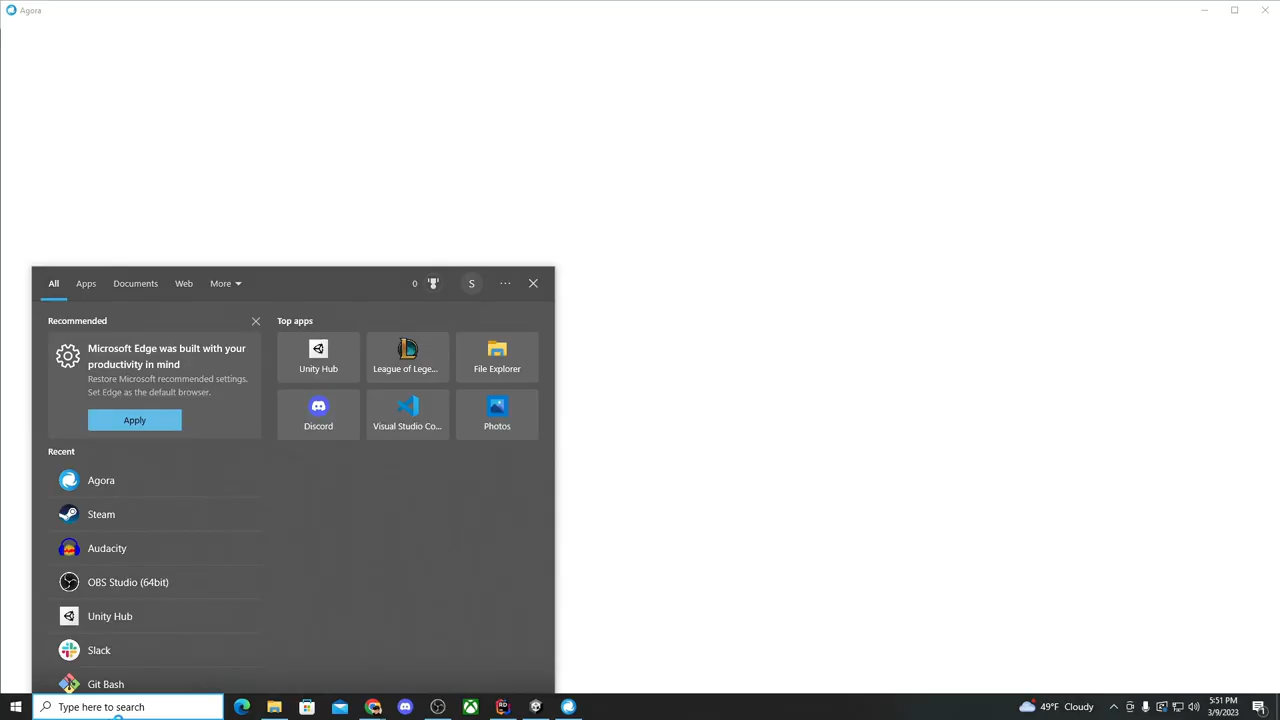 Agora
All
Apps
Documents
Web
More
0
S
Recommended
Microsoft Edge was built with your
productivity in mind
Restore Microsoft recommended settings.
Set Edge as the default browser.
Apply
Top apps
Unity Hub
League of Lege...
File Explorer
Discord
Visual Studio Co...
Photos
Recent
Agora
Steam
Audacity
OBS Studio (64bit)
Unity Hub
Slack
Git Bash
Type here to search
49°F Cloudy
5:51 PM
3/9/2023
1